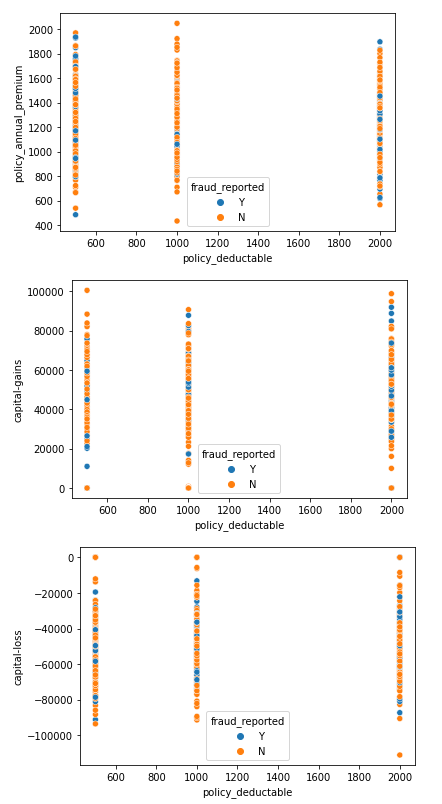 policy_annual_premium
2000
1800
1600
1400
1200
1000
800
600
400
fraud_reported
Y
N
600 800 1000 1200 1400 1600 1800 2000
policy_deductable
capital-gains
100000
80000
60000
40000
20000
0
fraud_reported
Y
N
600 800 1000 1200 1400 1600 1800 2000
policy_deductable
capital-loss
0
−20000
−40000
−60000
−80000
−100000
fraud_reported
Y
N
600 800 1000 1200 1400 1600 1800 2000
policy_deductable